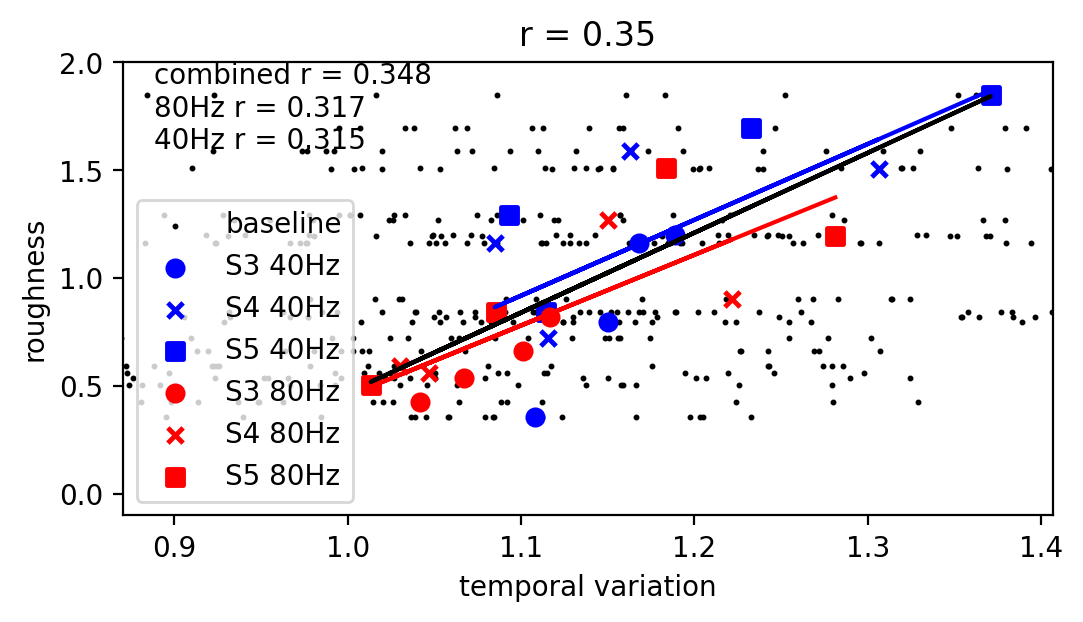 r = 0.35
combined r = 0.348
80Hz r = 0.317
40Hz r = 0.315
baseline
S3 40Hz
S4 40Hz
S5 40Hz
S3 80Hz
S4 80Hz
S5 80Hz
roughness
2.0
1.5
1.0
0.5
0.0
0.9 1.0 1.1 1.2 1.3 1.4
temporal variation